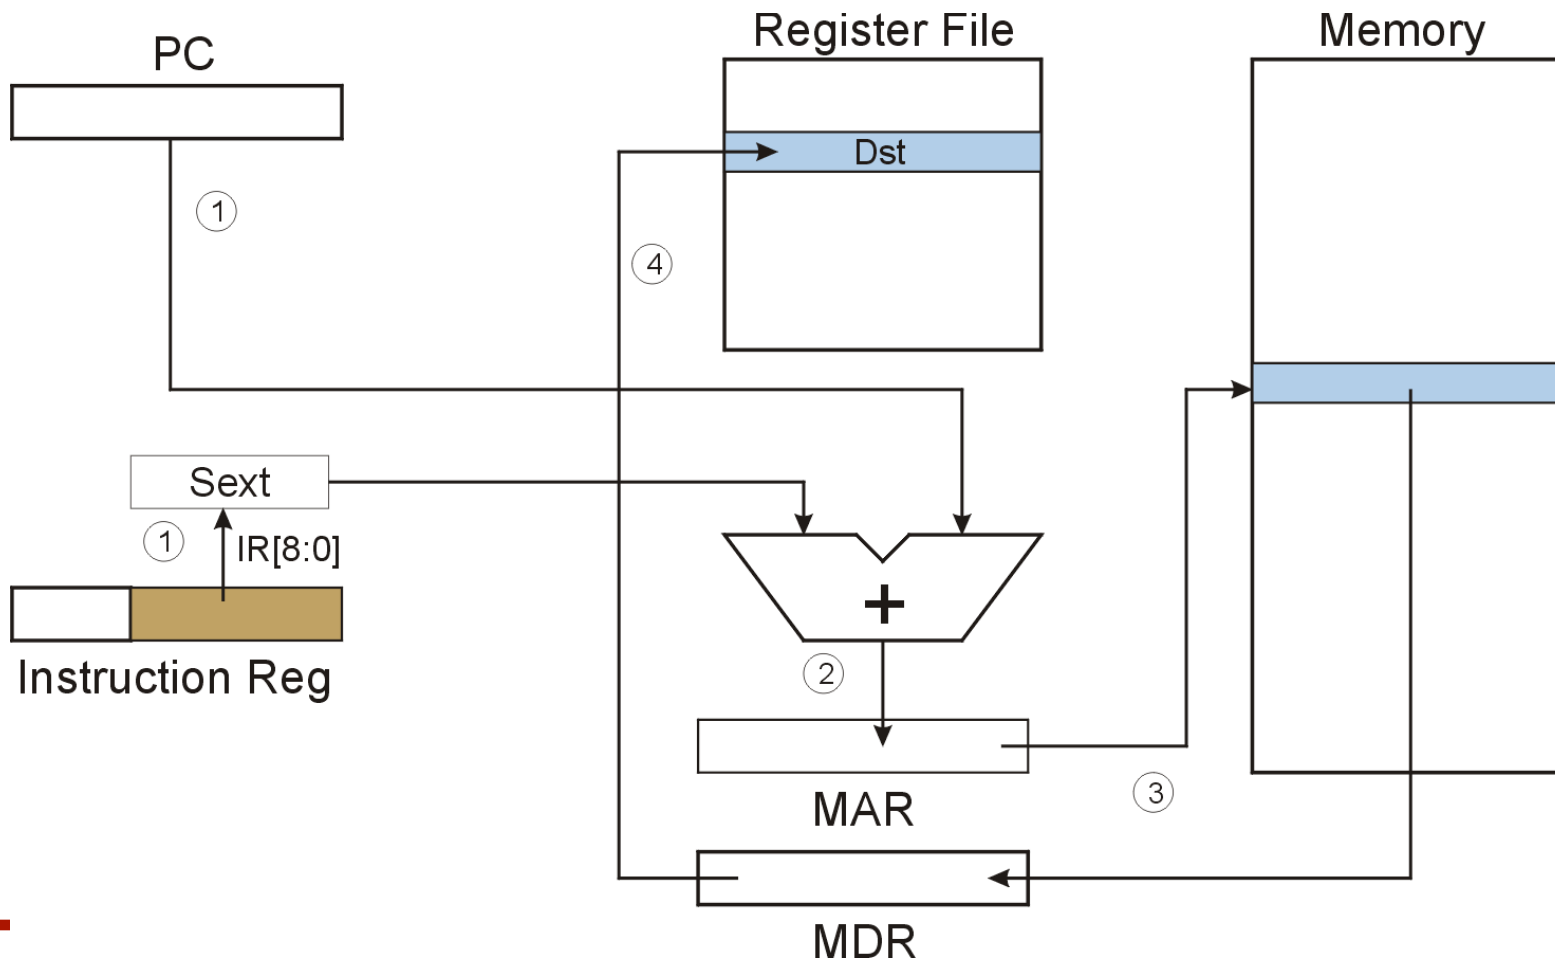 Register File
Memory
PC
Dst
1
4
Sext
1
IR[8:0]
+
Instruction Reg
2
3
MAR
MDR